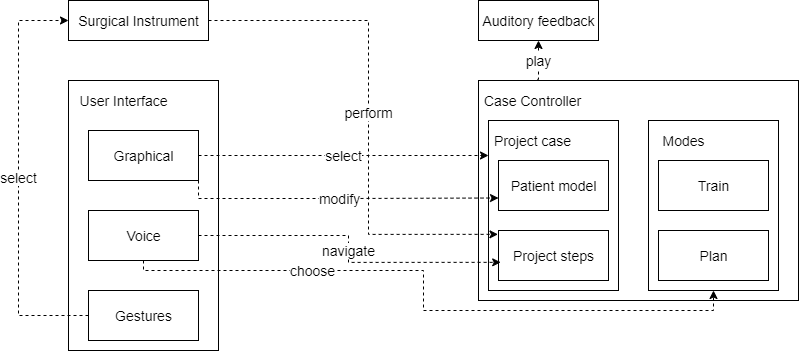 Surgical Instrument
Auditory feedback
play
User Interface
Case Controller
perform
Graphical
select
Project case
Modes
select
modify
Patient model
Train
Voice
navigate
choose
Project steps
Plan
Gestures